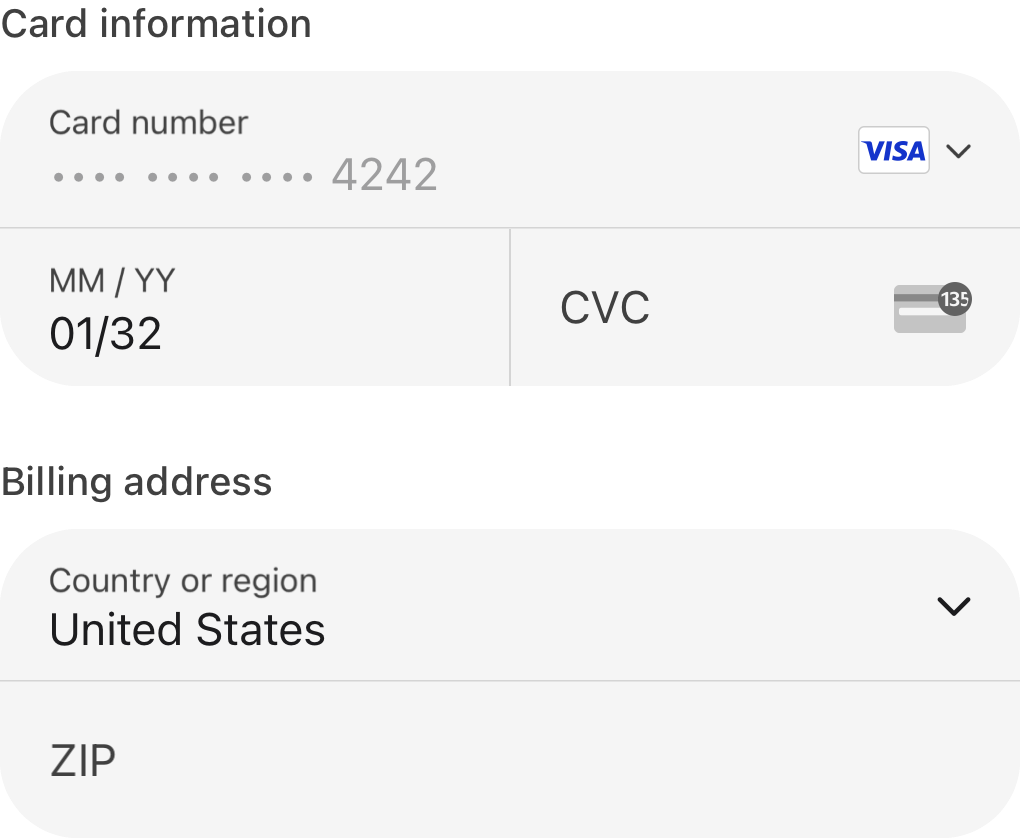 Card information
Card number
•••• •••• •••• 4242
VISA
MM / YY
01/32
CVC
135
Billing address
Country or region
United States
ZIP